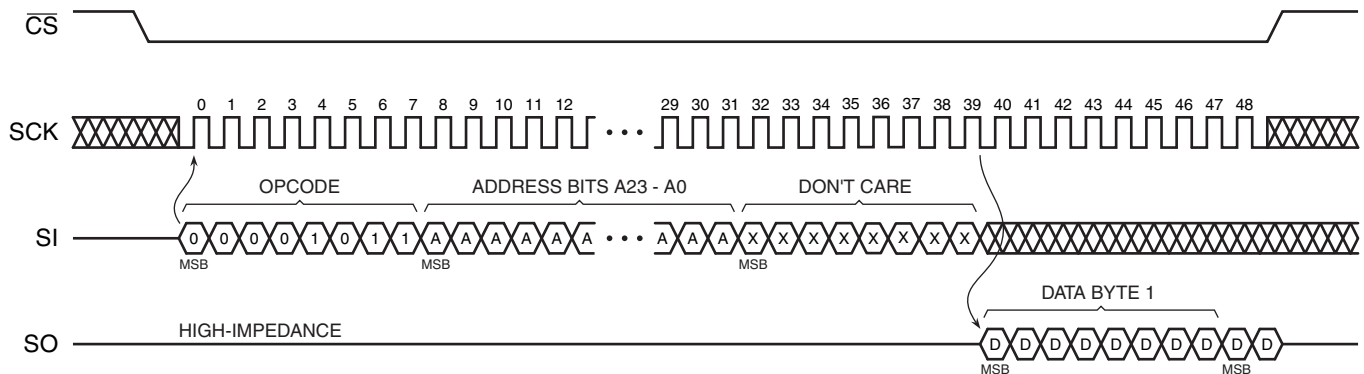 CS
0 1 2 3 4 5 6 7 8 9 10 11 12 29 30 31 32 33 34 35 36 37 38 39 40 41 42 43 44 45 46 47 48
SCK • • •
OPCODE ADDRESS BITS A23 - A0 DON'T CARE
SI 0 0 0 0 1 0 1 1 A A A A A A • • • A A A X X X X X X X X
MSB MSB MSB
DATA BYTE 1
HIGH-IMPEDANCE
SO D D D D D D D D D D
MSB MSB